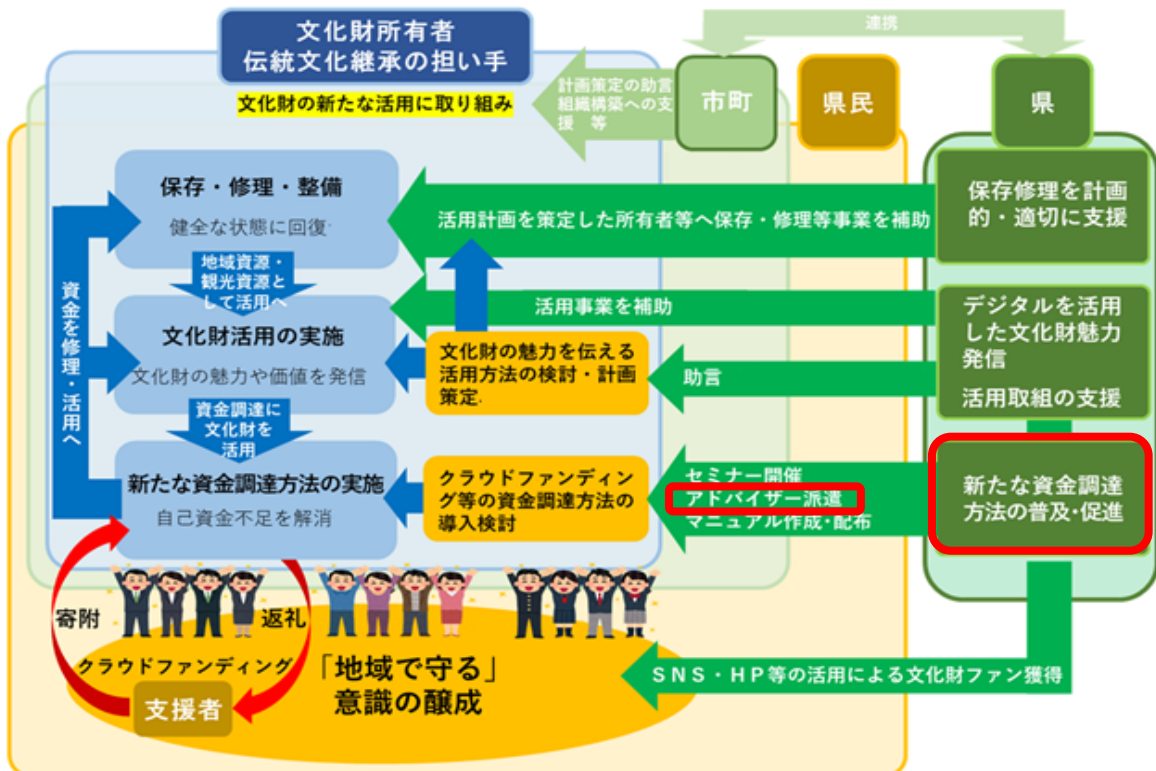 文化財所有者
伝統文化継承の担い手
文化財の新たな活用に取り組み
連携
計画策定の助言
組織構築への支
援 等
市町
県民
県
保存・修理・整備
健全な状態に回復
活用計画を策定した所有者等へ保存・修理等事業を補助
保存修理を計画
的・適切に支援
地域資源・
観光資源と
して活用へ
資金を修理・活用へ
活用事業を補助
デジタルを活用
した文化財魅力
発信
活用取組の支援
文化財活用の実施
文化財の魅力や価値を発信
文化財の魅力を伝える
活用方法の検討・計画
策定.
助言
資金調達に
文化財を
活用
新たな資金調達方法の実施
自己資金不足を解消
クラウドファンディン
グ等の資金調達方法の
導入検討
セミナー開催
アドバイザー派遣
マニュアル作成・配布
新たな資金調達
方法の普及・促進
寄附
返礼
クラウドファンディング
支援者
「地域で守る」
意識の醸成
ＳＮＳ・ＨＰ等の活用による文化財ファン獲得